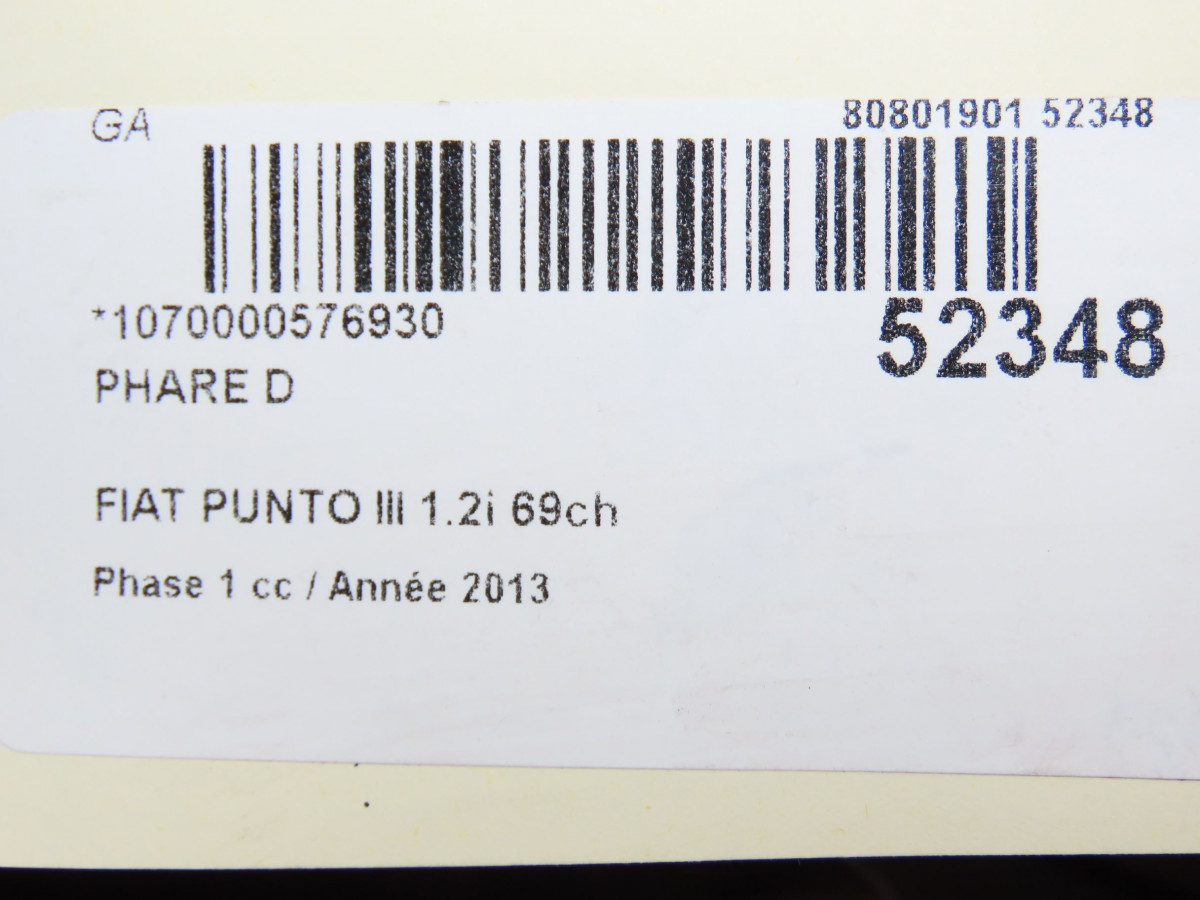 GA 80801901 52348
*1070000576930 52348
PHARE D
FIAT PUNTO III 1.2i 69ch
Phase 1 cc / Année 2013